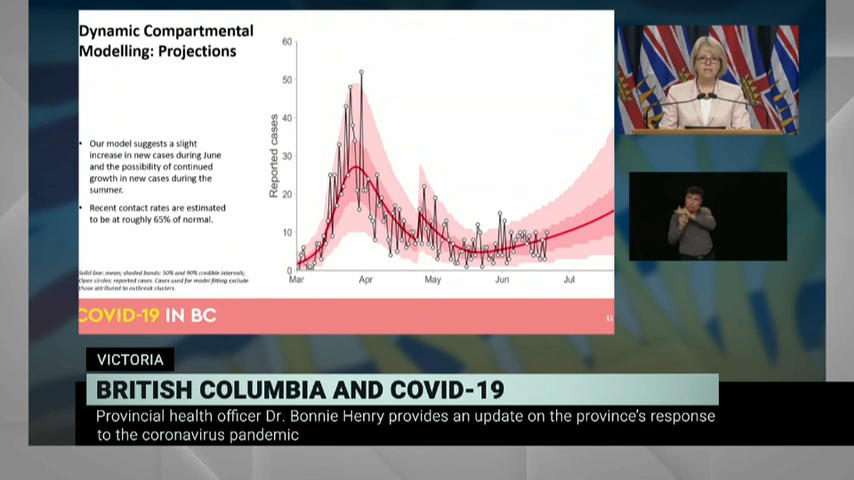 Dynamic Compartmental
Modelling: Projections
• Our model suggests a slight
increase in new cases during June
and the possibility of continued
growth in new cases during the
summer.
• Recent contact rates are estimated
to be at roughly 65% of normal.
Solid line: mean; shaded bands: 50% and 90% credible intervals;
Open circles: reported cases. Cases used for model fitting exclude
those attributed to outbreak clusters.
Reported cases
60
50
40
30
20
10
0
Mar Apr May Jun Jul
COVID-19 IN BC
11
VICTORIA
BRITISH COLUMBIA AND COVID-19
Provincial health officer Dr. Bonnie Henry provides an update on the province's response
to the coronavirus pandemic